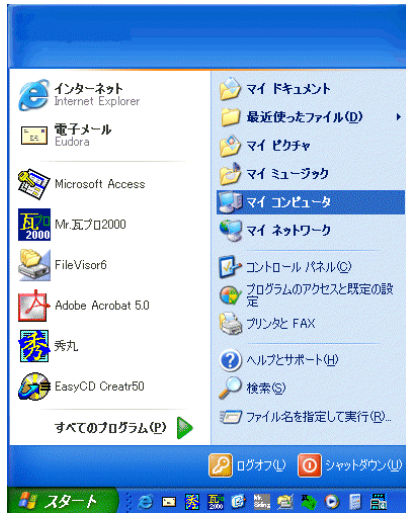 インターネット
Internet Explorer
電子メール
Eudora
Microsoft Access
Mr.瓦プロ2000
FileVisor6
Adobe Acrobat 5.0
秀丸
EasyCD Creatr50
すべてのプログラム(P)
マイ ドキュメント
最近使ったファイル(D)
マイ ピクチャ
マイ ミュージック
マイ コンピュータ
マイ ネットワーク
コントロール パネル(C)
プログラムのアクセスと既定の設
定
プリンタと FAX
ヘルプとサポート(H)
検索(S)
ファイル名を指定して実行(R)...
ログオフ(L)
シャットダウン(U)
スタート